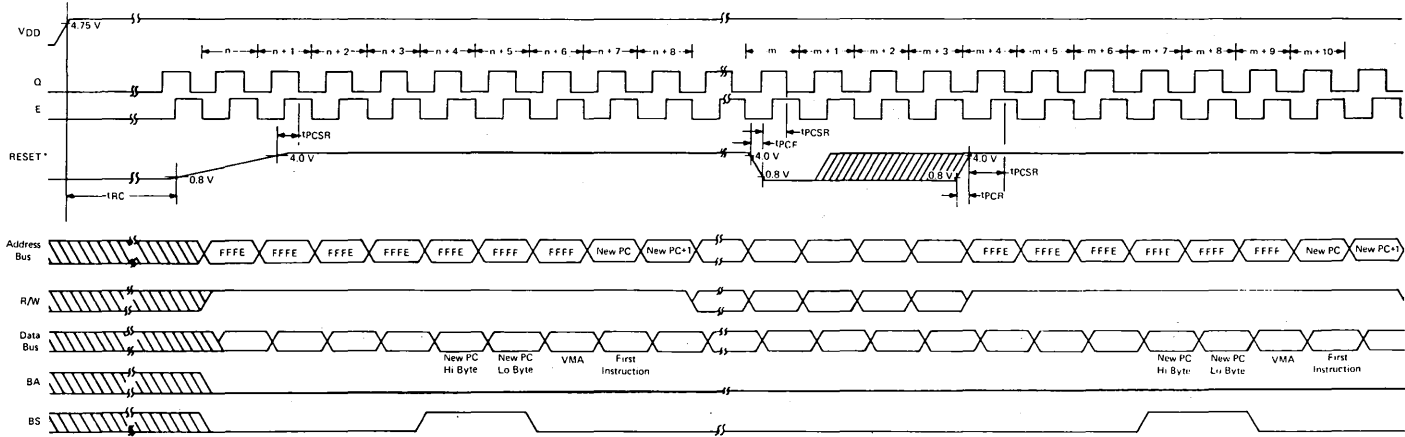 VDD
4.75 V
n n + 1 n + 2 n + 3 n + 4 n + 5 n + 6 n + 7 n + 8 m m + 1 m + 2 m + 3 m + 4 m + 5 m + 6 m + 7 m + 8 m + 9 m + 10
Q
E
tPCSR tPCSR
tPCF
RESET* 4.0 V 4.0 V 4.0 V
0.8 V 0.8 V 0.8 V tPCSR
tRC tPCR
Address
Bus
FFFE FFFE FFFE FFFE FFFE FFFF FFFF New PC New PC+1 FFFE FFFE FFFE FFFE FFFF FFFF New PC New PC+1
R/W
Data
Bus
New PC
Hi Byte
New PC
Lo Byte
VMA
First
Instruction
New PC
Hi Byte
New PC
Lo Byte
VMA
First
Instruction
BA
BS